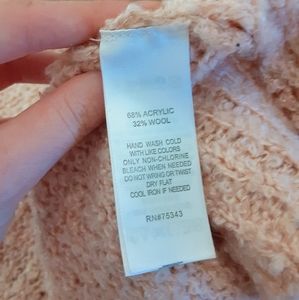 68% ACRYLIC
32% WOOL
HAND WASH COLD
WITH LIKE COLORS
ONLY NON-CHLORINE
BLEACH WHEN NEEDED
DO NOT WRING OR TWIST
DRY FLAT
COOL IRON IF NEEDED
RN#75343